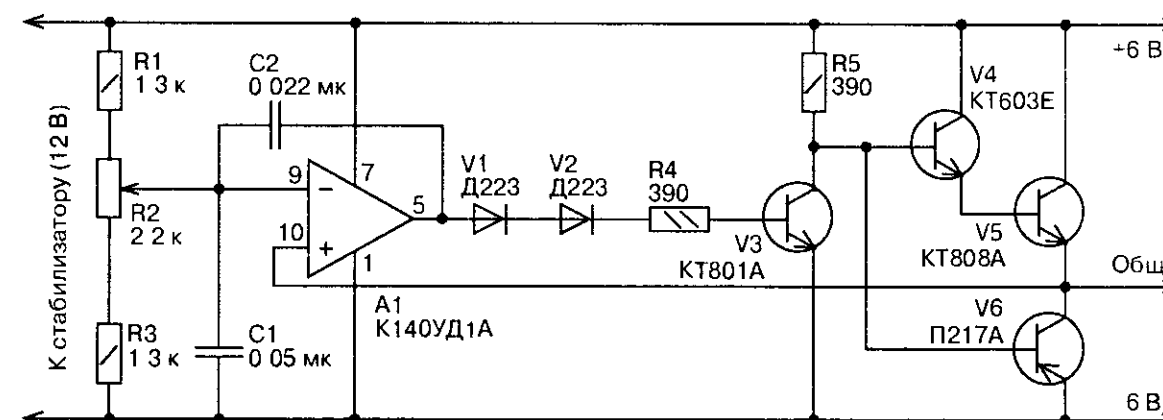 К стабилизатору (12 В)
R1
1 3 к
R2
2 2 к
R3
1 3 к
C2
0 022 мк
C1
0 05 мк
9
10
7
5
1
A1
К140УД1А
V1
Д223
V2
Д223
R4
390
V3
КТ801А
R5
390
V4
КТ603Е
V5
КТ808А
V6
П217А
+6 В
Общ
6 В